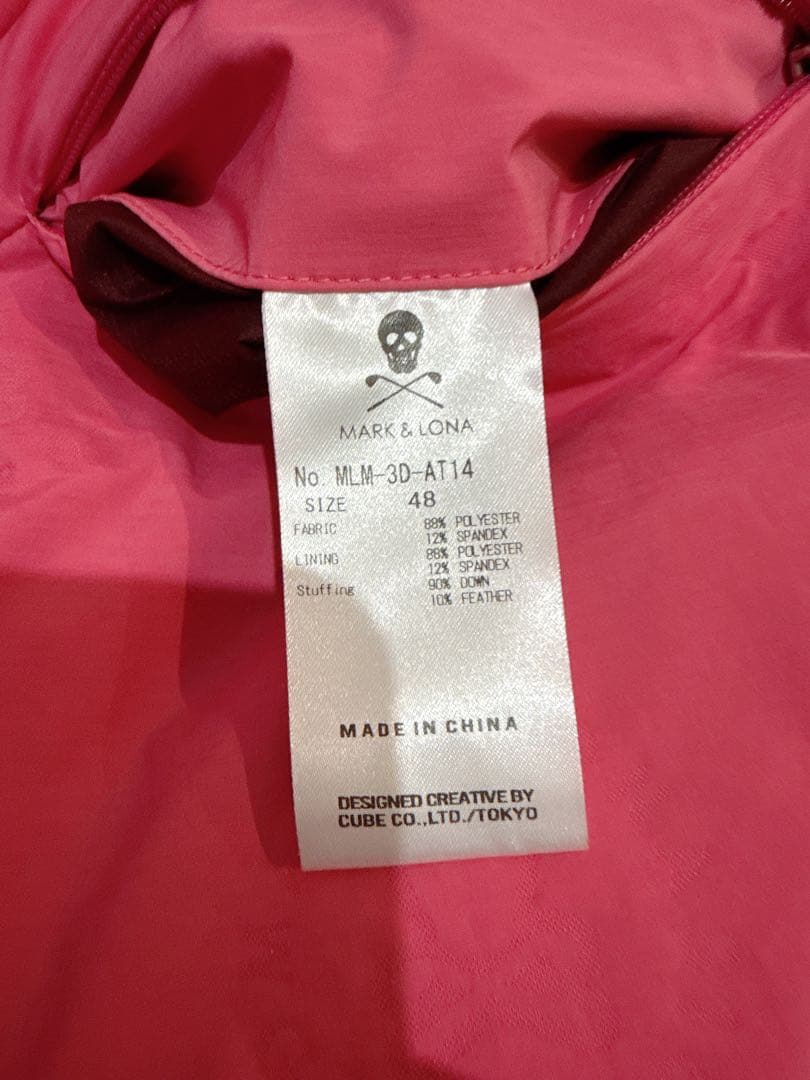 MARK & LONA
No. MLM-3D-AT14
SIZE 48
FABRIC 88% POLYESTER
12% SPANDEX
LINING 88% POLYESTER
12% SPANDEX
Stuffing 90% DOWN
10% FEATHER
MADE IN CHINA
DESIGNED CREATIVE BY
CUBE CO.,LTD./TOKYO